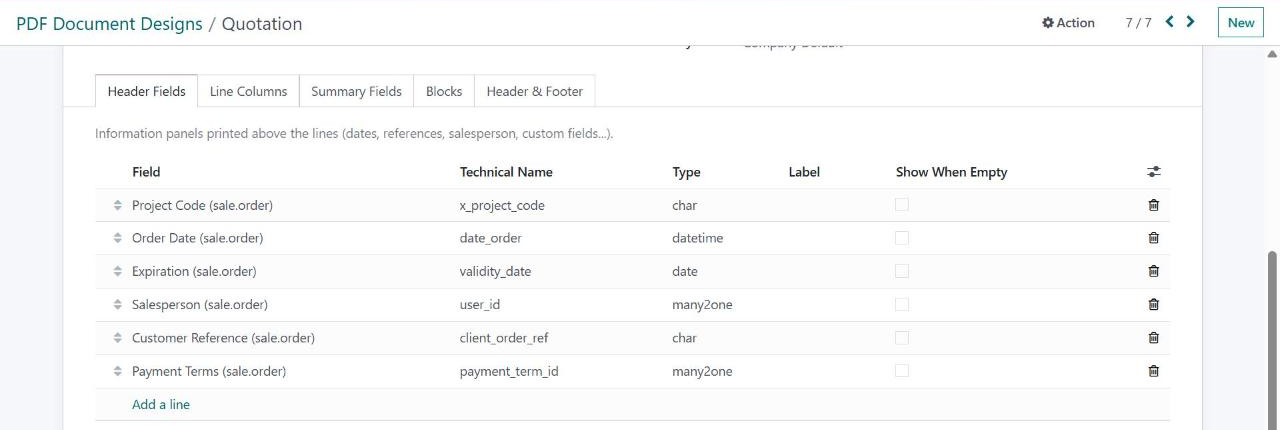 PDF Document Designs / Quotation
Action 7 / 7 New
Company Default
Header Fields Line Columns Summary Fields Blocks Header & Footer
Information panels printed above the lines (dates, references, salesperson, custom fields...).
Field Technical Name Type Label Show When Empty
Project Code (sale.order) x_project_code char
Order Date (sale.order) date_order datetime
Expiration (sale.order) validity_date date
Salesperson (sale.order) user_id many2one
Customer Reference (sale.order) client_order_ref char
Payment Terms (sale.order) payment_term_id many2one
Add a line